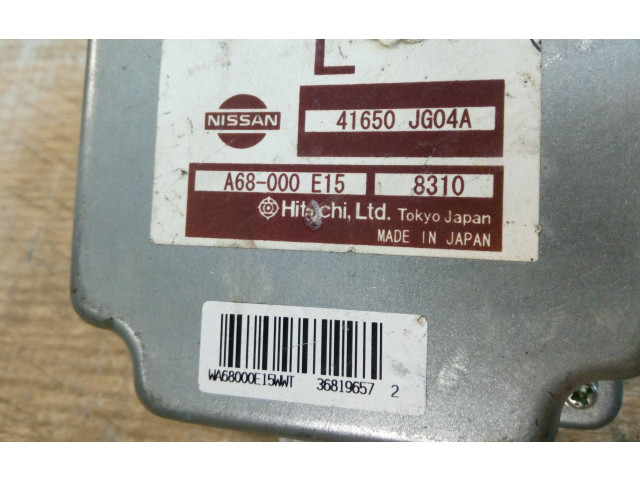 L
NISSAN
41650 JG04A
A68-000 E15
8310
Hitachi, Ltd. Tokyo Japan
MADE IN JAPAN
WA68000E15WWT 36819657 2